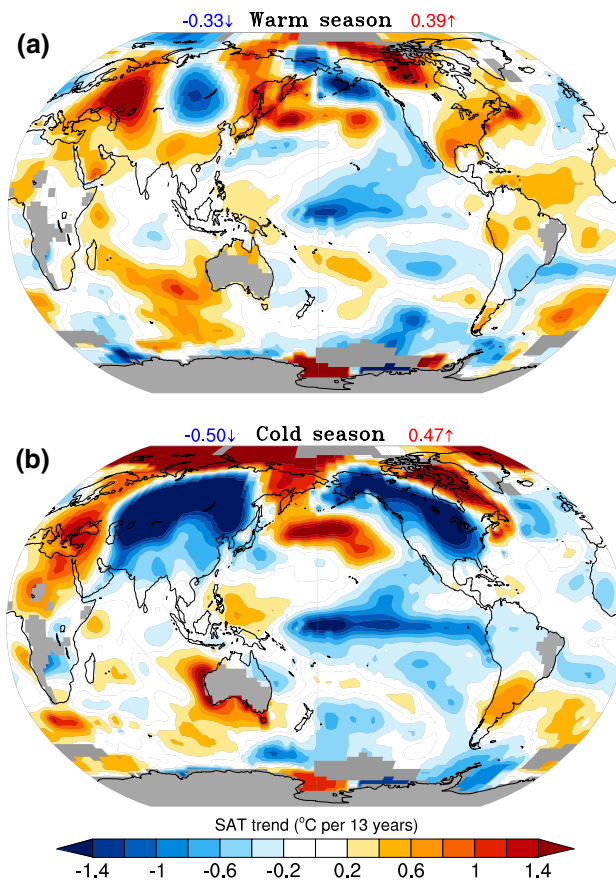 -0.33↓ Warm season 0.39↑
(a)
-0.50↓ Cold season 0.47↑
(b)
SAT trend (°C per 13 years)
-1.4 -1 -0.6 -0.2 0.2 0.6 1 1.4